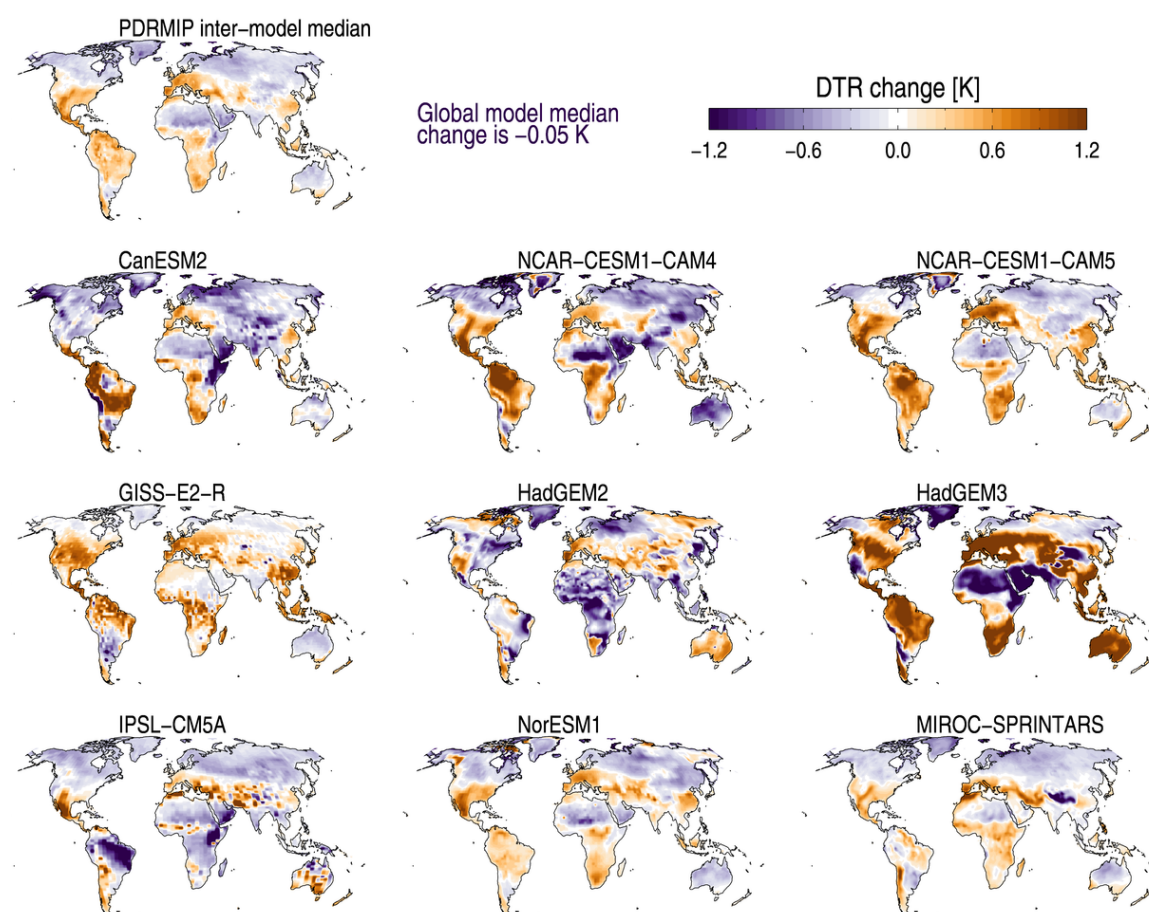 PDRMIP inter-model median
Global model median
change is -0.05 K
DTR change [K]
-1.2 -0.6 0.0 0.6 1.2
CanESM2
NCAR-CESM1-CAM4
NCAR-CESM1-CAM5
GISS-E2-R
HadGEM2
HadGEM3
IPSL-CM5A
NorESM1
MIROC-SPRINTARS